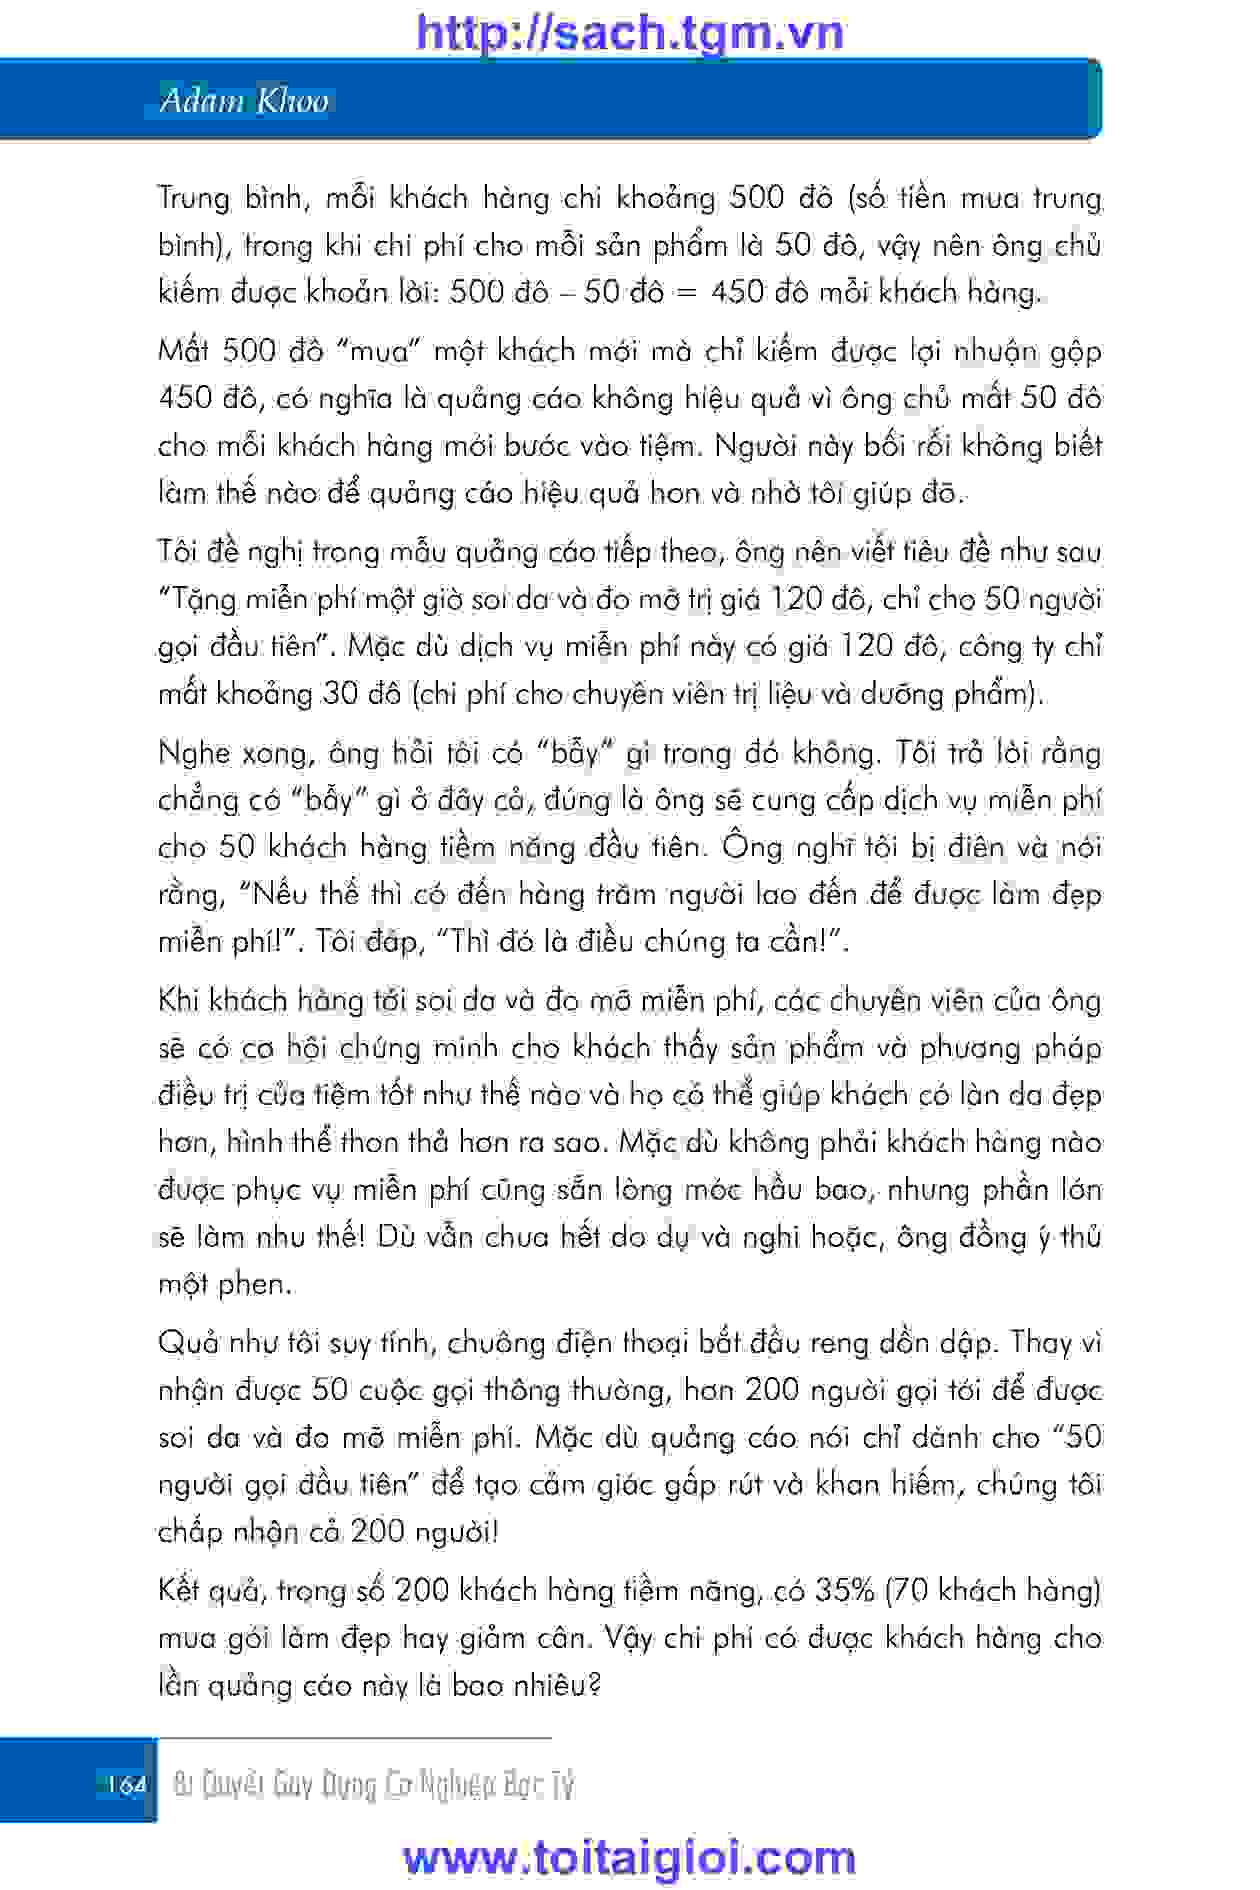 http://sach.tgm.vn
Adam Khoo
Trung bình, mỗi khách hàng chi khoảng 500 đô (số tiền mua trung
bình), trong khi chi phí cho mỗi sản phẩm là 50 đô, vậy nên ông chủ
kiếm được khoản lời: 500 đô – 50 đô = 450 đô mỗi khách hàng.
Mất 500 đô “mua” một khách mới mà chỉ kiếm được lợi nhuận gộp
450 đô, có nghĩa là quảng cáo không hiệu quả vì ông chủ mất 50 đô
cho mỗi khách hàng mới bước vào tiệm. Người này bối rối không biết
làm thế nào để quảng cáo hiệu quả hơn và nhờ tôi giúp đỡ.
Tôi đề nghị trong mẫu quảng cáo tiếp theo, ông nên viết tiêu đề như sau
“Tặng miễn phí một giờ soi da và đo mỡ trị giá 120 đô, chỉ cho 50 người
gọi đầu tiên”. Mặc dù dịch vụ miễn phí này có giá 120 đô, công ty chỉ
mất khoảng 30 đô (chi phí cho chuyên viên trị liệu và dưỡng phẩm).
Nghe xong, ông hỏi tôi có “bẫy” gì trong đó không. Tôi trả lời rằng
chẳng có “bẫy” gì ở đây cả, đúng là ông sẽ cung cấp dịch vụ miễn phí
cho 50 khách hàng tiềm năng đầu tiên. Ông nghĩ tôi bị điên và nói
rằng, “Nếu thế thì có đến hàng trăm người lao đến để được làm đẹp
miễn phí!”. Tôi đáp, “Thì đó là điều chúng ta cần!”.
Khi khách hàng tới soi da và đo mỡ miễn phí, các chuyên viên của ông
sẽ có cơ hội chứng minh cho khách thấy sản phẩm và phương pháp
điều trị của tiệm tốt như thế nào và họ có thể giúp khách có làn da đẹp
hơn, hình thể thon thả hơn ra sao. Mặc dù không phải khách hàng nào
được phục vụ miễn phí cũng sẵn lòng móc hầu bao, nhưng phần lớn
sẽ làm như thế! Dù vẫn chưa hết do dự và nghi hoặc, ông đồng ý thử
một phen.
Quả như tôi suy tính, chuông điện thoại bắt đầu reng dồn dập. Thay vì
nhận được 50 cuộc gọi thông thường, hơn 200 người gọi tới để được
soi da và đo mỡ miễn phí. Mặc dù quảng cáo nói chỉ dành cho “50
người gọi đầu tiên” để tạo cảm giác gấp rút và khan hiếm, chúng tôi
chấp nhận cả 200 người!
Kết quả, trong số 200 khách hàng tiềm năng, có 35% (70 khách hàng)
mua gói làm đẹp hay giảm cân. Vậy chi phí có được khách hàng cho
lần quảng cáo này là bao nhiêu?
164 Bí Quyết Gây Dựng Cơ Nghiệp Bạc Tỷ
www.toitaigioi.com